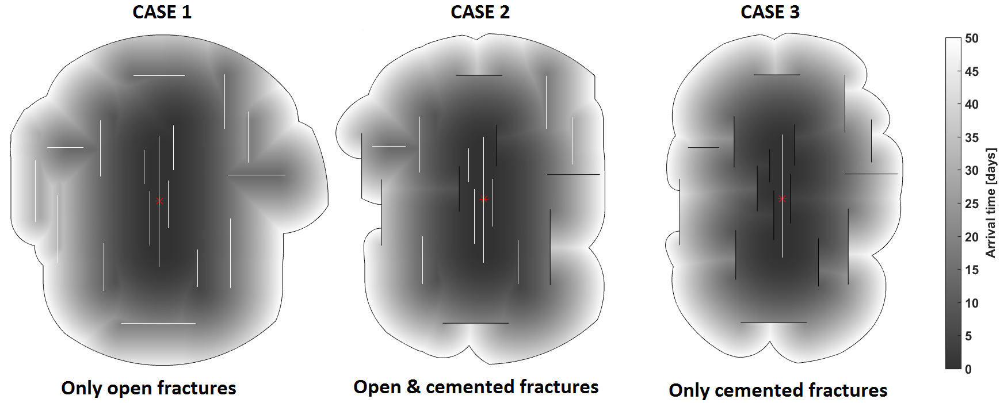 CASE 1
CASE 2
CASE 3
50
45
40
35
30
25
20
15
10
5
0
Arrival time [days]
Only open fractures
Open & cemented fractures
Only cemented fractures